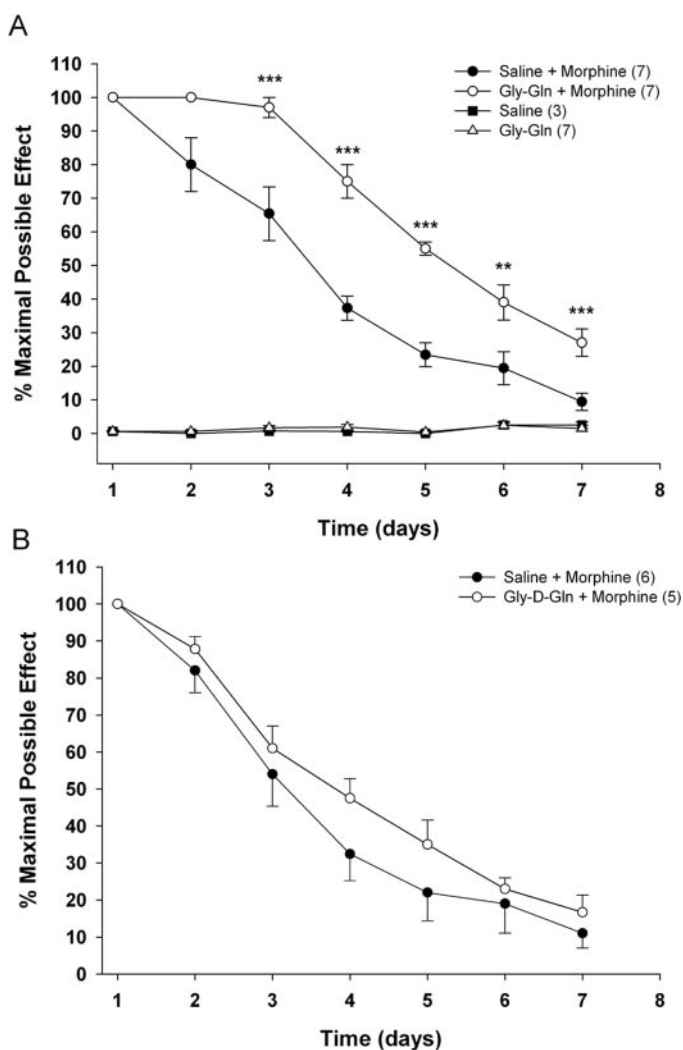 A
% Maximal Possible Effect
110
100
90
80
70
60
50
40
30
20
10
0
***
***
***
**
***
Saline + Morphine (7)
Gly-Gln + Morphine (7)
Saline (3)
Gly-Gln (7)
1 2 3 4 5 6 7 8
Time (days)
B
% Maximal Possible Effect
110
100
90
80
70
60
50
40
30
20
10
0
Saline + Morphine (6)
Gly-D-Gln + Morphine (5)
1 2 3 4 5 6 7 8
Time (days)